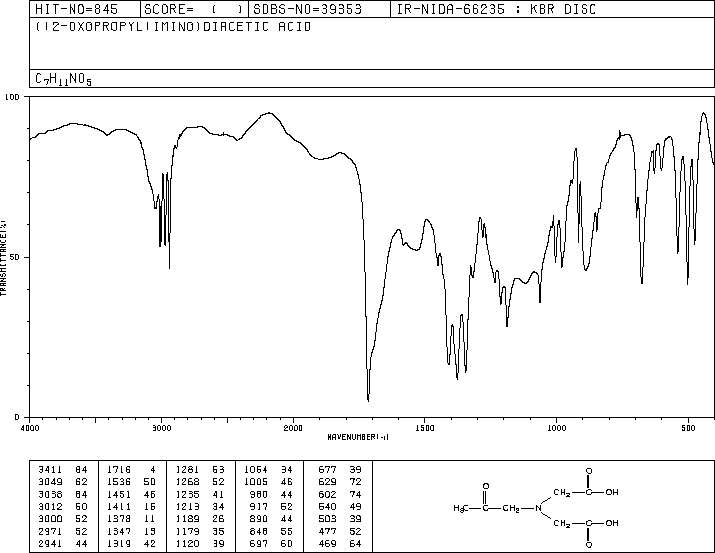 HIT-NO=845 SCORE= ( ) SDBS-NO=39353 IR-NIDA-66235 : KBR DISC
((2-OXOPROPYL)IMINO)DIACETIC ACID
C7H11NO5
100
50
0
TRANSMITTANCE(%)
4000 3000 2000 1500 1000 500
WAVENUMBER(-1)
3411 84 1716 4 1281 63 1064 34 677 39
3049 62 1536 50 1268 52 1005 46 629 72
3038 64 1451 46 1235 41 980 44 602 74
3012 60 1411 16 1213 34 917 52 540 49
3000 52 1378 11 1189 26 890 44 503 39
2971 52 1347 13 1179 35 848 55 477 52
2941 44 1319 42 1120 39 697 60 469 64
O
CH2 C OH
O
H3C C CH2 N
CH2 C OH
O